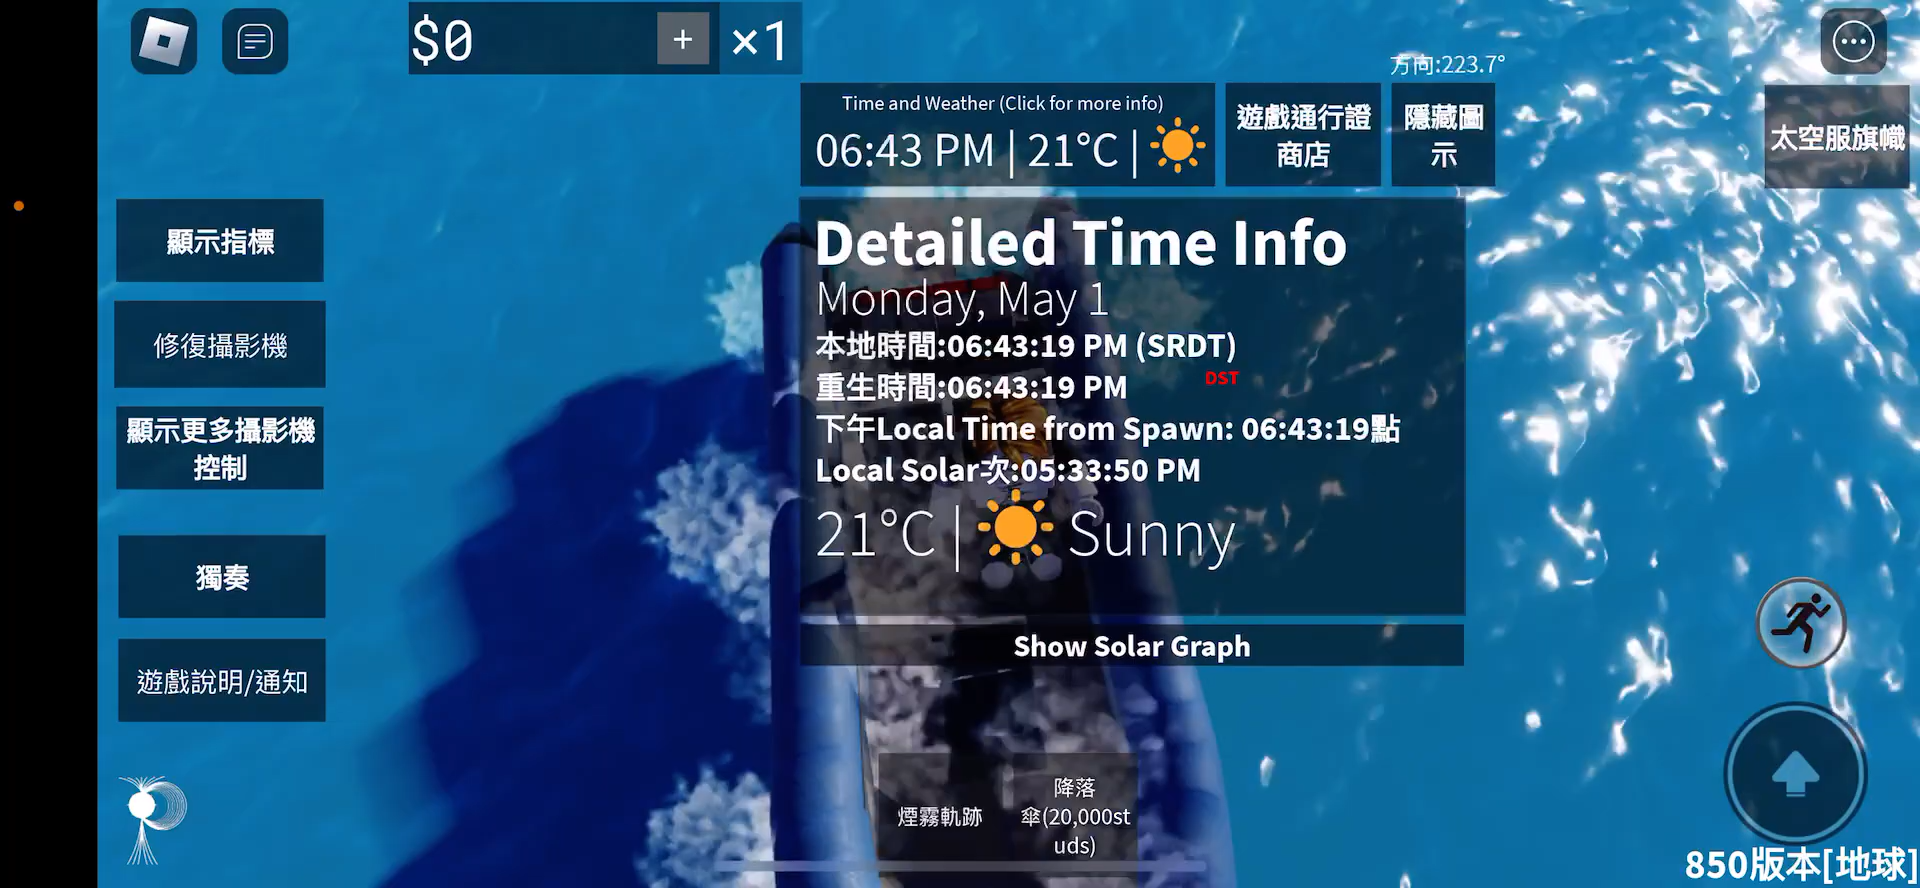 $0
+
×1
方向:223.7°
Time and Weather (Click for more info)
06:43 PM | 21°C |
遊戲通行證
商店
隱藏圖
示
太空服旗幟
顯示指標
修復攝影機
顯示更多攝影機
控制
獨奏
遊戲說明/通知
Detailed Time Info
Monday, May 1
本地時間:06:43:19 PM (SRDT)
DST
重生時間:06:43:19 PM
下午Local Time from Spawn: 06:43:19點
Local Solar次:05:33:50 PM
21°C | Sunny
Show Solar Graph
煙霧軌跡
降落
傘(20,000st
uds)
850版本[地球]